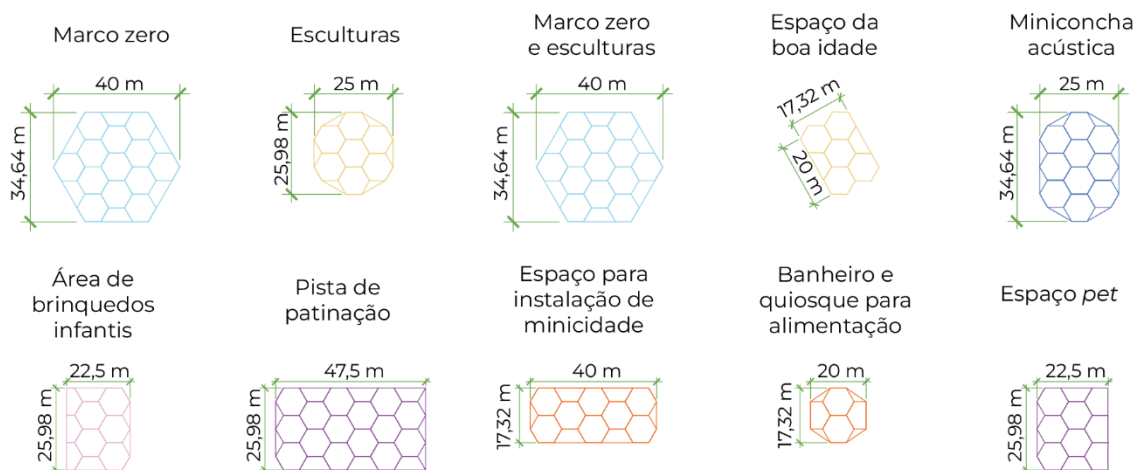 Marco zero
40 m
34,64 m
Esculturas
25 m
25,98 m
Marco zero
e esculturas
40 m
34,64 m
Espaço da
boa idade
17,32 m
20 m
Miniconcha
acústica
25 m
34,64 m
Área de
brinquedos
infantis
22,5 m
25,98 m
Pista de
patinação
47,5 m
25,98 m
Espaço para
instalação de
minicidade
40 m
17,32 m
Banheiro e
quiosque para
alimentação
20 m
17,32 m
Espaço pet
22,5 m
25,98 m